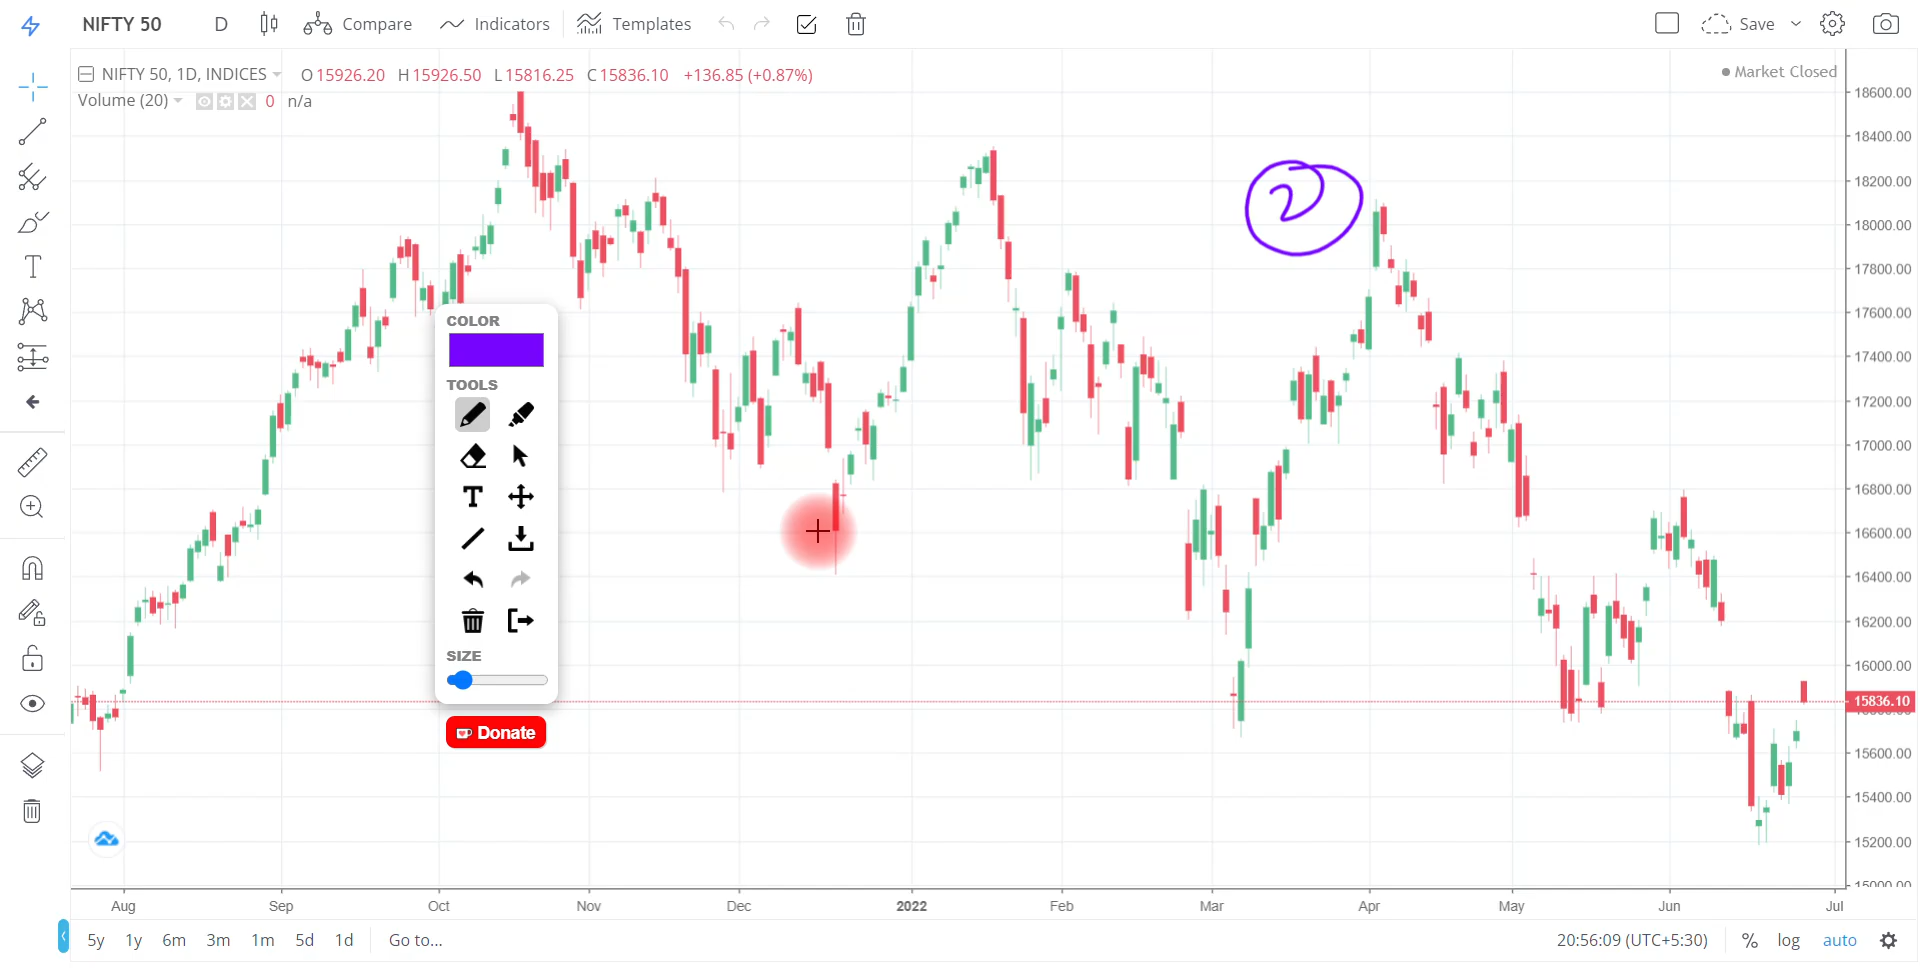 NIFTY 50 D Compare Indicators Templates Save
NIFTY 50, 1D, INDICES O 15926.20 H 15926.50 L 15816.25 C 15836.10 +136.85 (+0.87%)
Market Closed
Volume (20) 0 n/a
18600.00
18400.00
18200.00
2
18000.00
17800.00
17600.00
COLOR
17400.00
TOOLS
17200.00
17000.00
16800.00
T
16600.00
16400.00
16200.00
SIZE
16000.00
15836.10
Donate
15600.00
15400.00
15200.00
15000.00
Aug Sep Oct Nov Dec 2022 Feb Mar Apr May Jun Jul
5y 1y 6m 3m 1m 5d 1d Go to... 20:56:09 (UTC+5:30) % log auto